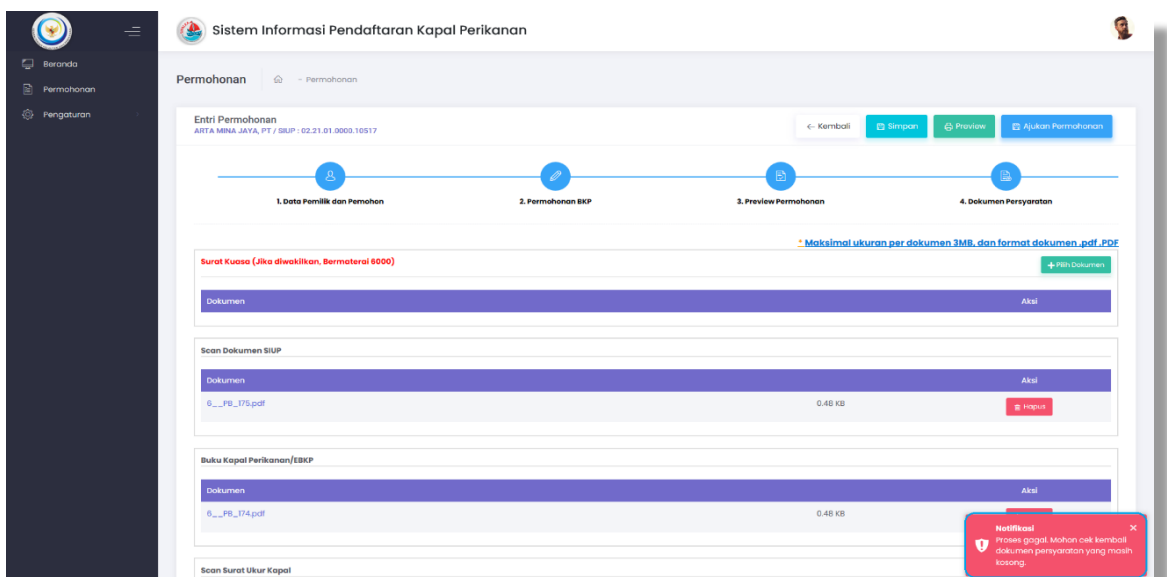 Sistem Informasi Pendaftaran Kapal Perikanan
Beranda
Permohonan
Pengaturan
Permohonan - Permohonan
Entri Permohonan
ARTA MINA JAYA, PT / SIUP : 02.21.01.0000.10517
Kembali
Simpan
Preview
Ajukan Permohonan
1. Data Pemilik dan Pemohon
2. Permohonan BKP
3. Preview Permohonan
4. Dokumen Persyaratan
* Maksimal ukuran per dokumen 3MB, dan format dokumen .pdf .PDF
Surat Kuasa (Jika diwakilkan, Bermaterai 6000)
+ Pilih Dokumen
Dokumen Aksi
Scan Dokumen SIUP
Dokumen Aksi
6__PB_175.pdf 0.48 KB Hapus
Buku Kapal Perikanan/EBKP
Dokumen Aksi
6__PB_174.pdf 0.48 KB
Notifikasi
Proses gagal. Mohon cek kembali
dokumen persyaratan yang masih
kosong.
Scan Surat Ukur Kapal